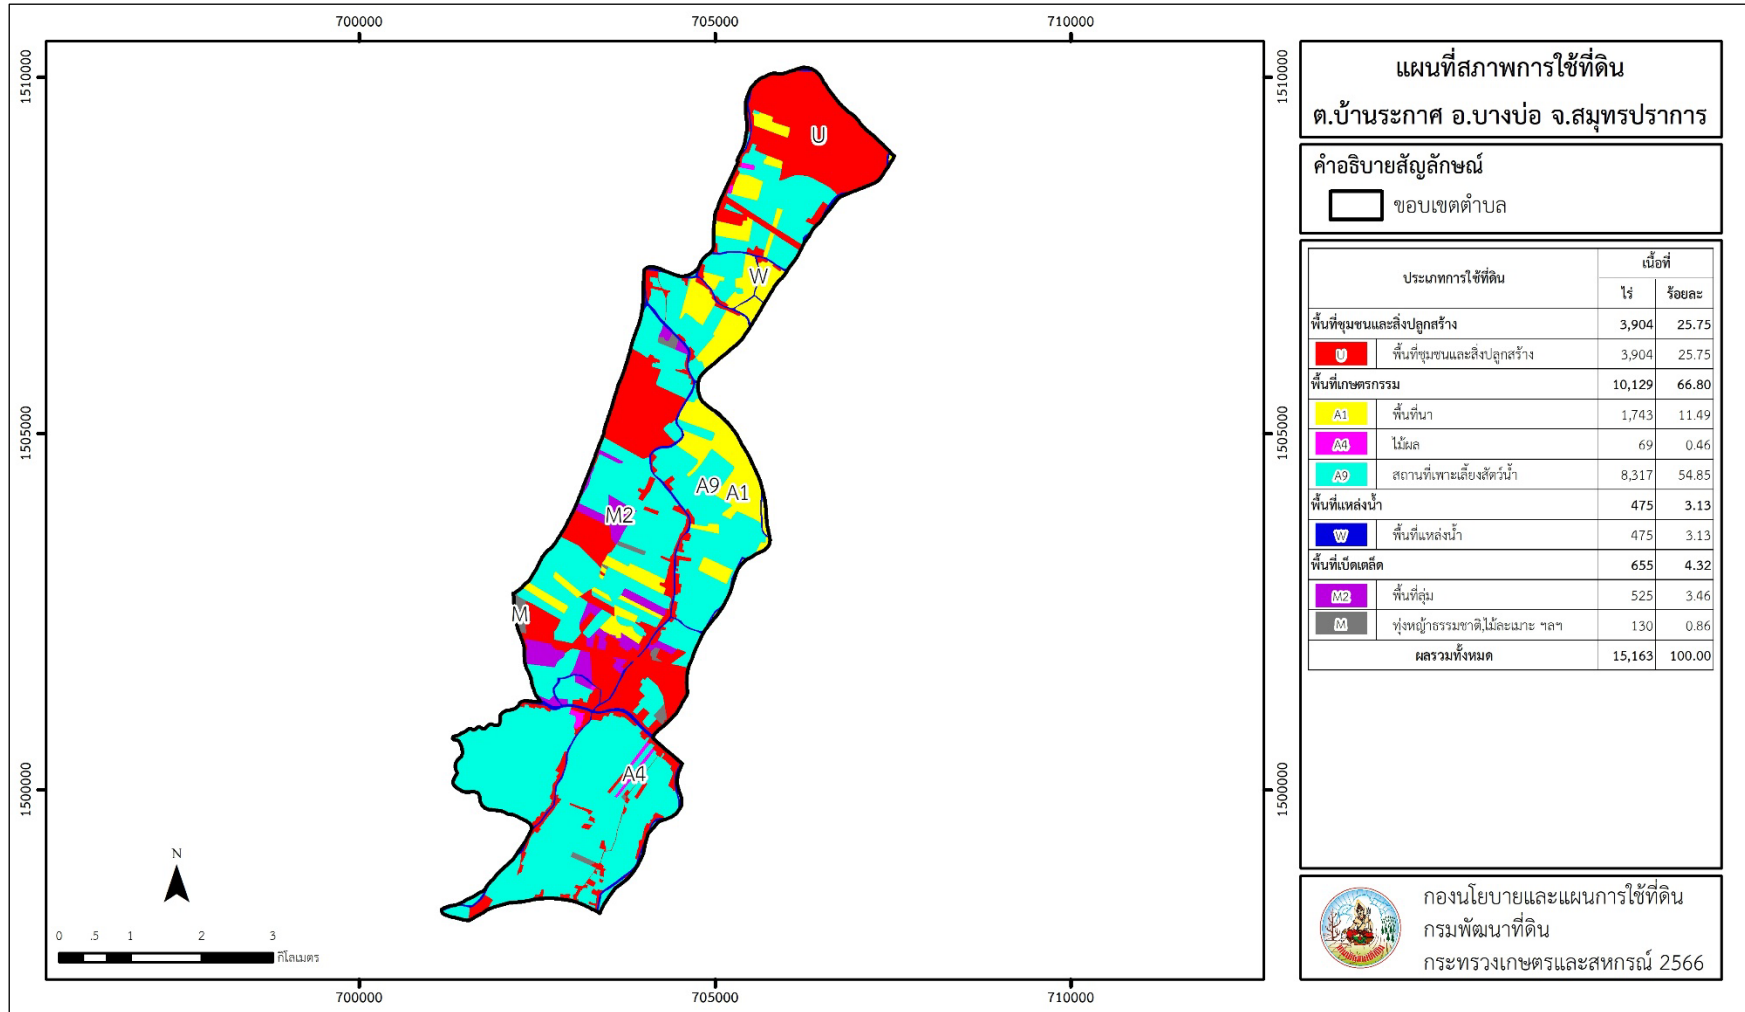 700000
705000
710000
1510000
1510000
1505000
1505000
1500000
1500000
U
W
A9
A1
M2
M
A4
N
0 .5 1 2 3
กิโลเมตร
700000
705000
710000
แผนที่สภาพการใช้ที่ดิน
ต.บ้านระกาศ อ.บางบ่อ จ.สมุทรปราการ
คำอธิบายสัญลักษณ์
ขอบเขตตำบล
ประเภทการใช้ที่ดิน เนื้อที่
ไร่ ร้อยละ
พื้นที่ชุมชนและสิ่งปลูกสร้าง 3,904 25.75
U พื้นที่ชุมชนและสิ่งปลูกสร้าง 3,904 25.75
พื้นที่เกษตรกรรม 10,129 66.80
A1 พื้นที่นา 1,743 11.49
A4 ไม้ผล 69 0.46
A9 สถานที่เพาะเลี้ยงสัตว์น้ำ 8,317 54.85
พื้นที่แหล่งน้ำ 475 3.13
W พื้นที่แหล่งน้ำ 475 3.13
พื้นที่เบ็ดเตล็ด 655 4.32
M2 พื้นที่ลุ่ม 525 3.46
M ทุ่งหญ้าธรรมชาติ,ไม้ละเมาะ ฯลฯ 130 0.86
ผลรวมทั้งหมด 15,163 100.00
กองนโยบายและแผนการใช้ที่ดิน
กรมพัฒนาที่ดิน
กระทรวงเกษตรและสหกรณ์ 2566